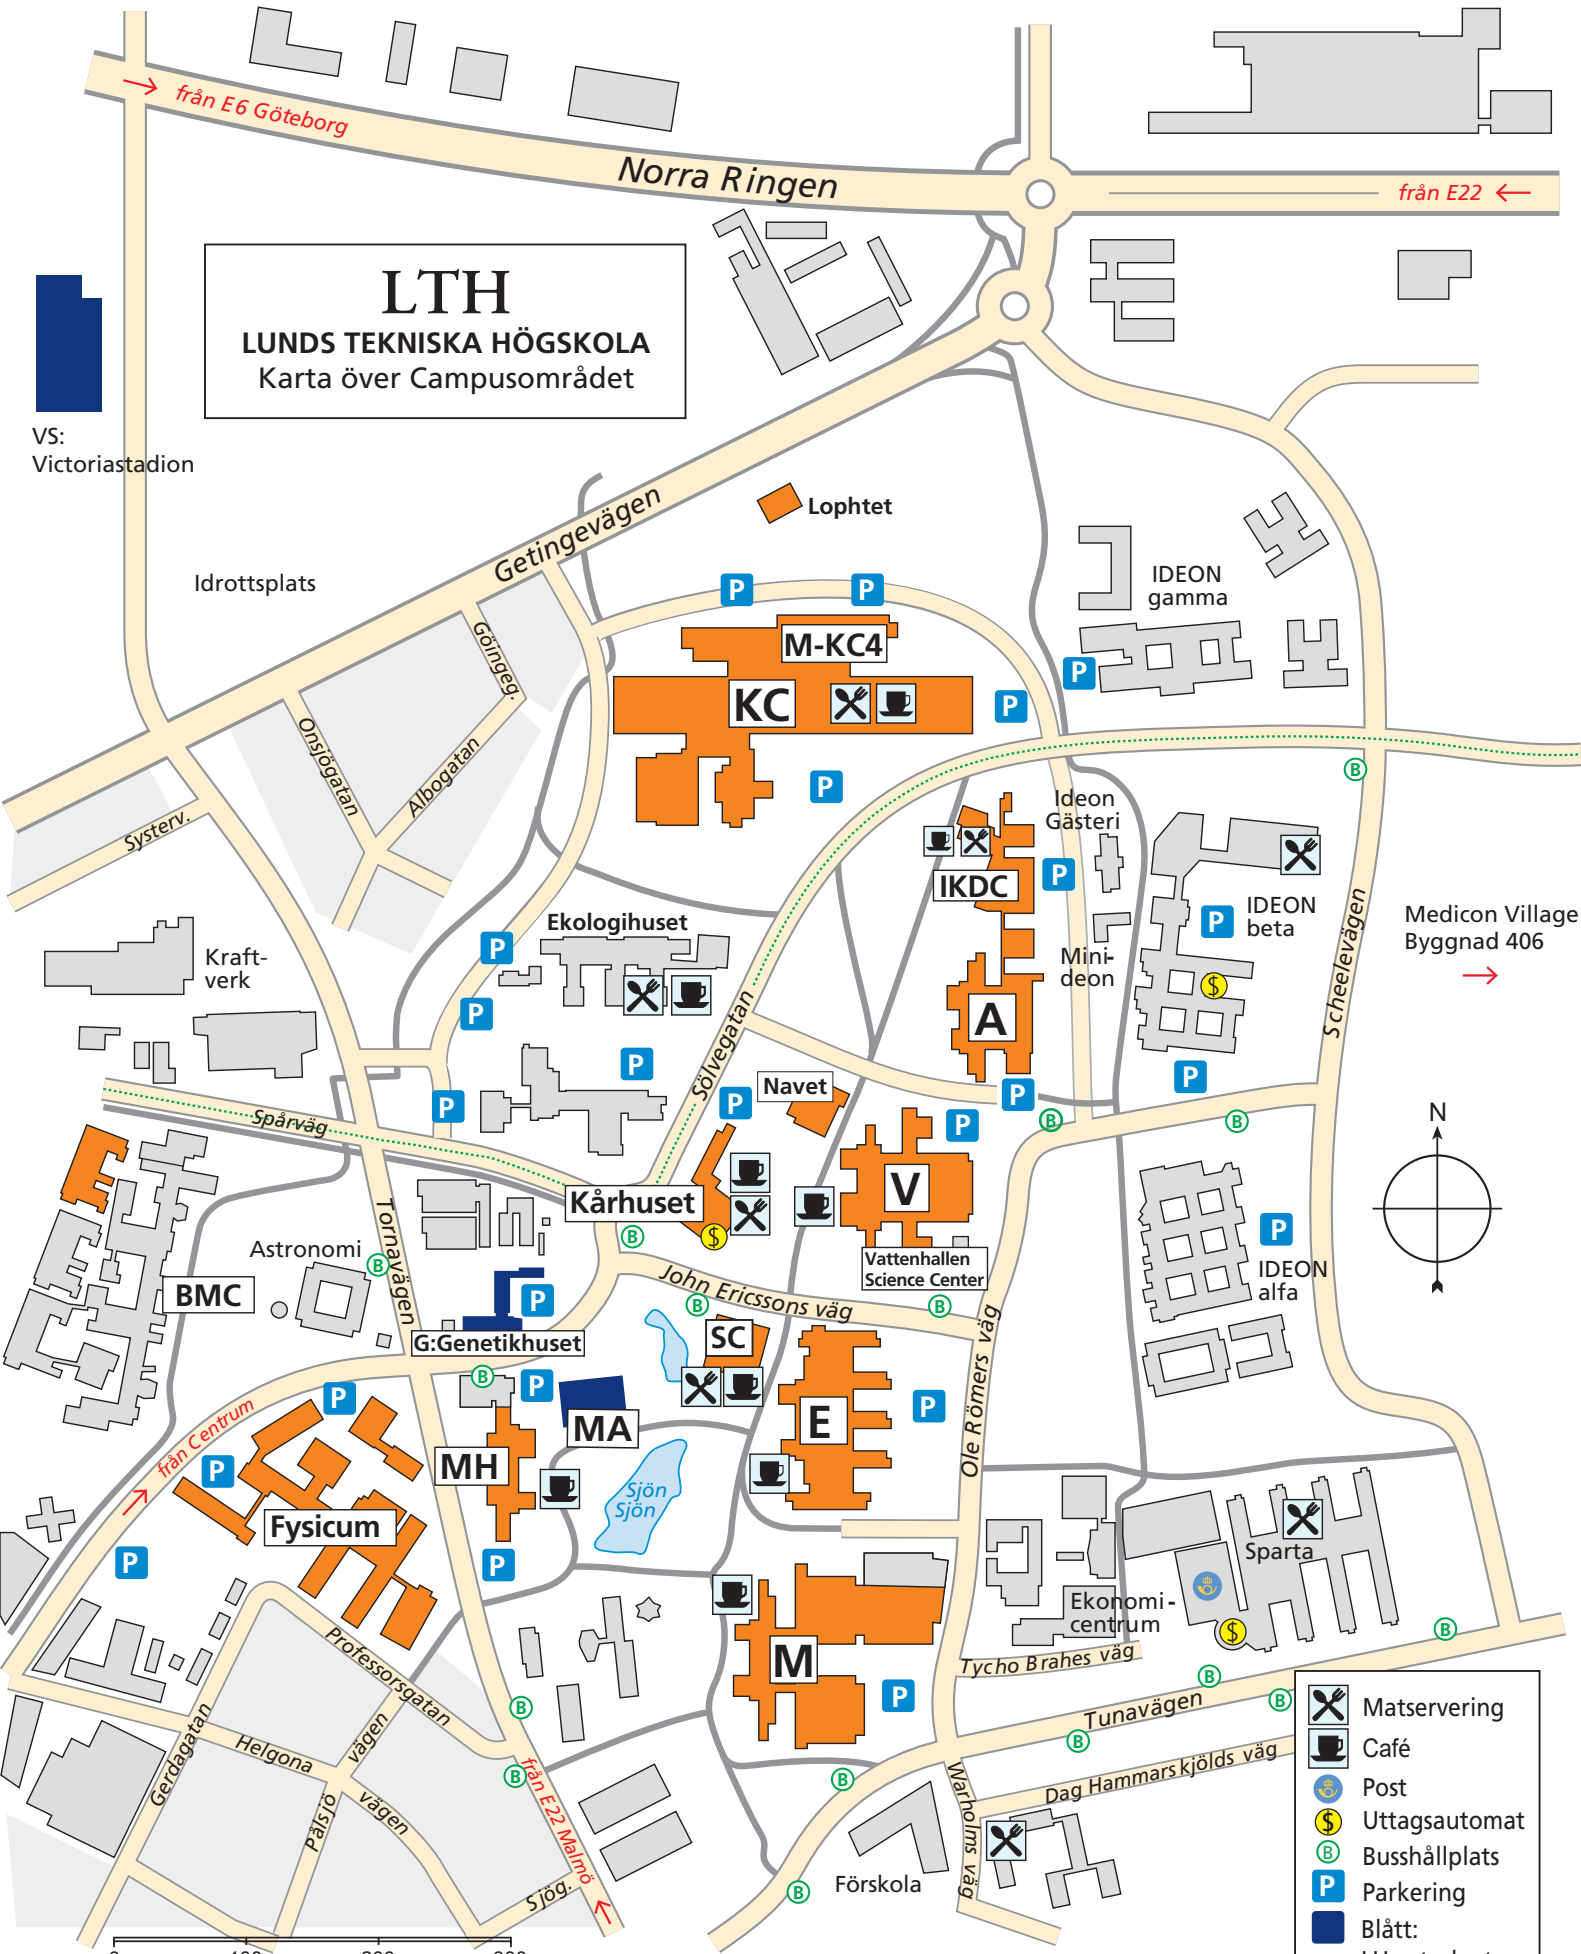 från E6 Göteborg
Norra Ringen
från E22
LTH
LUNDS TEKNISKA HÖGSKOLA
Karta över Campusområdet
VS:
Victoriastadion
Getingevägen
Lophtet
Idrottsplats
IDEON
gamma
Göingeg.
M-KC4
KC
P
P
P
P
P
Onsjögatan
Albogatan
Systerv.
B
Ideon
Gästeri
IKDC
P
IDEON
beta
P
Scheelevägen
Medicon Village
Byggnad 406
Ekologihuset
P
P
Kraft-
verk
Mini-
deon
$
A
Sölvegatan
P
P
P
Navet
P
P
P
P
B
B
N
Spårväg
Kårhuset
V
B
$
Vattenhallen
Science Center
P
IDEON
alfa
Tornavägen
Astronomi
B
BMC
P
G:Genetikhuset
B
John Ericssons väg
B
B
SC
Ole Römers väg
P
P
P
MA
E
MH
från Centrum
P
P
Fysicum
Sjön
Sjön
P
P
Sparta
Ekonomi-
centrum
$
B
M
P
Tycho Brahes väg
Professorsgatan
B
B
B
B
B
B
B
Tunavägen
Gerdagatan
Helgona
vägen
Pålsjö
vägen
från E22 Malmö
Sjög.
Warholms väg
Dag Hammarskjölds väg
Förskola
Matservering
Café
Post
$ Uttagsautomat
B Busshållplats
P Parkering
Blått: